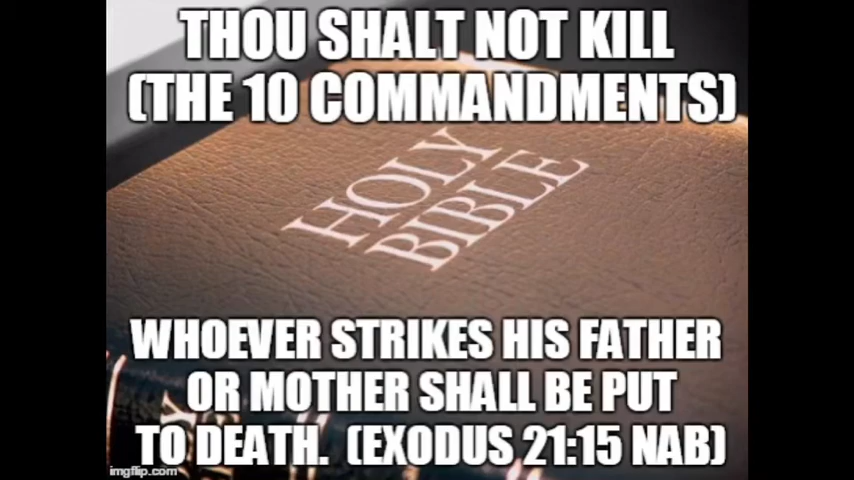 THOU SHALT NOT KILL
(THE 10 COMMANDMENTS)
HOLY
BIBLE
WHOEVER STRIKES HIS FATHER
OR MOTHER SHALL BE PUT
TO DEATH. (EXODUS 21:15 NAB)
imgflip.com